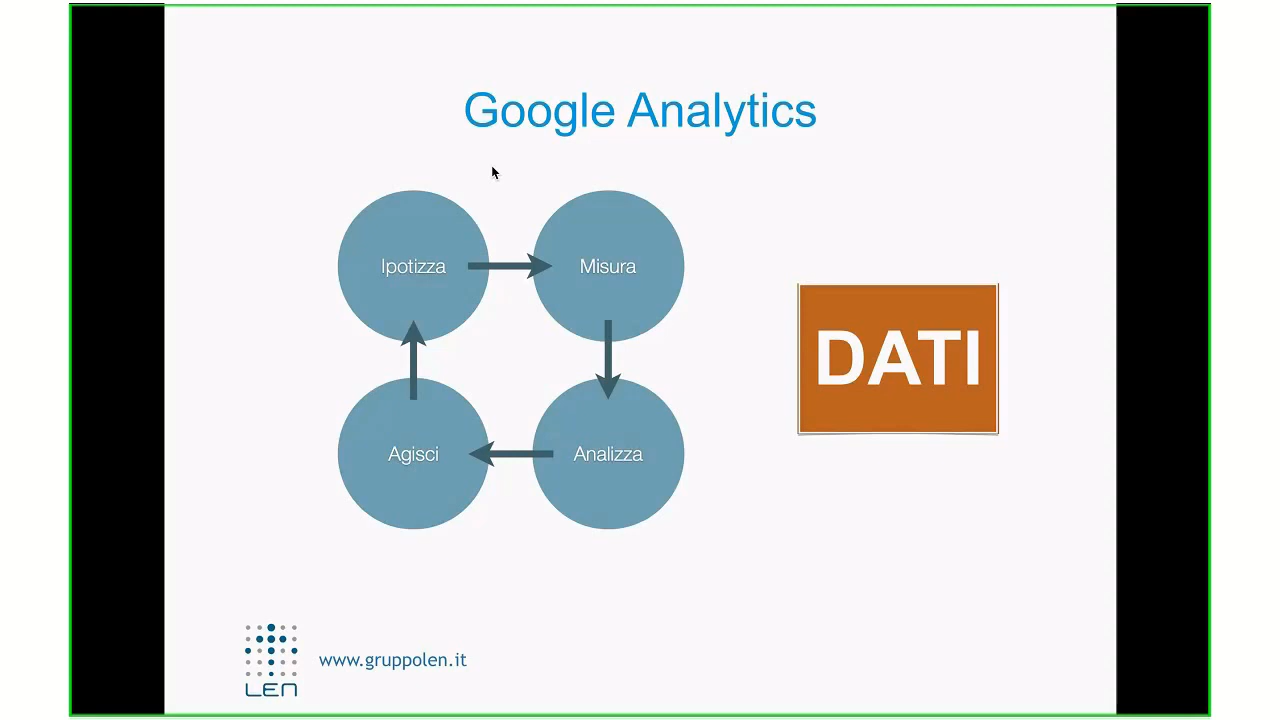 Google Analytics
Ipotizza
Misura
DATI
Agisci
Analizza
www.gruppolen.it
LEN